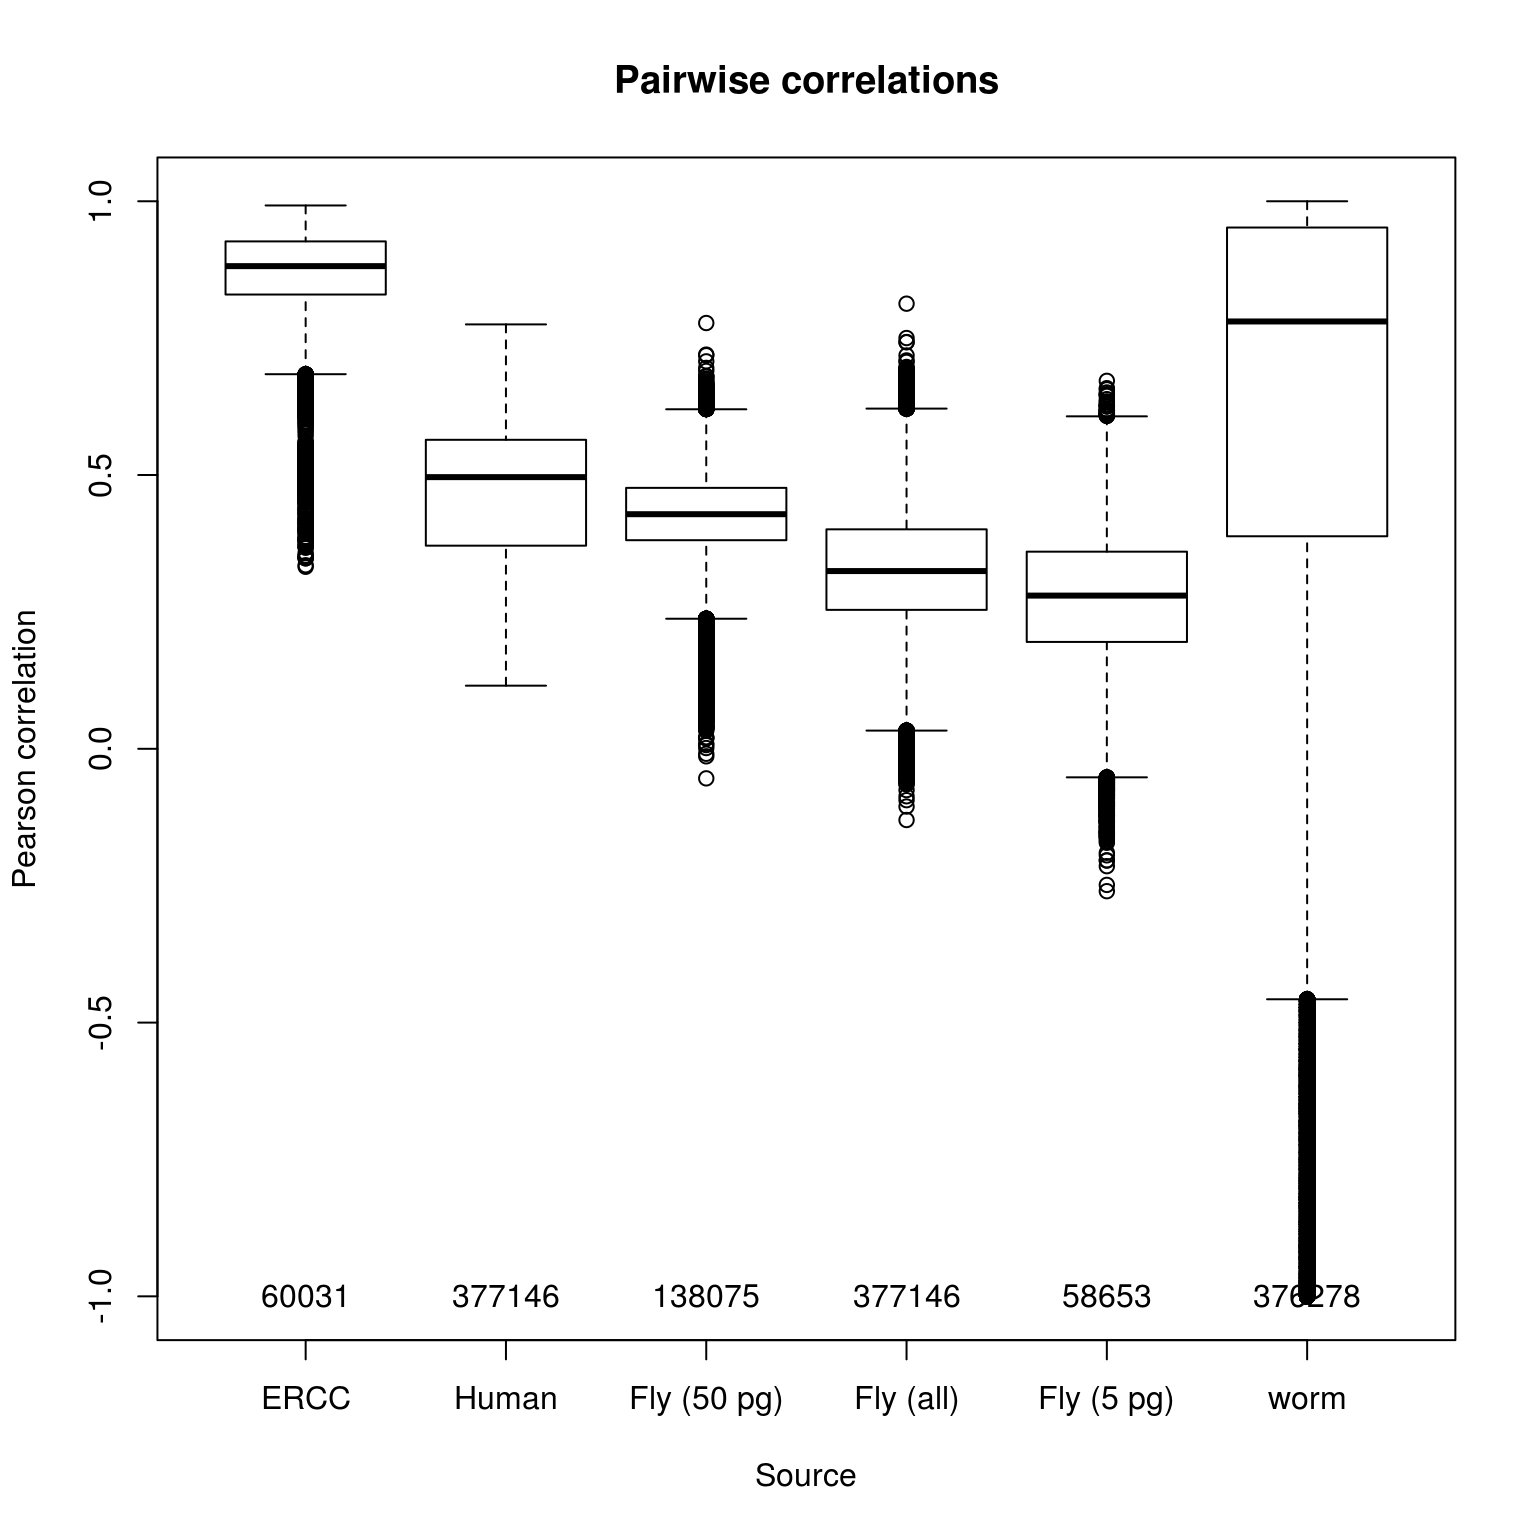 Pairwise correlations
Pearson correlation
1.0
0.5
0.0
-0.5
-1.0
60031 377146 138075 377146 58653 376278
ERCC Human Fly (50 pg) Fly (all) Fly (5 pg) worm
Source